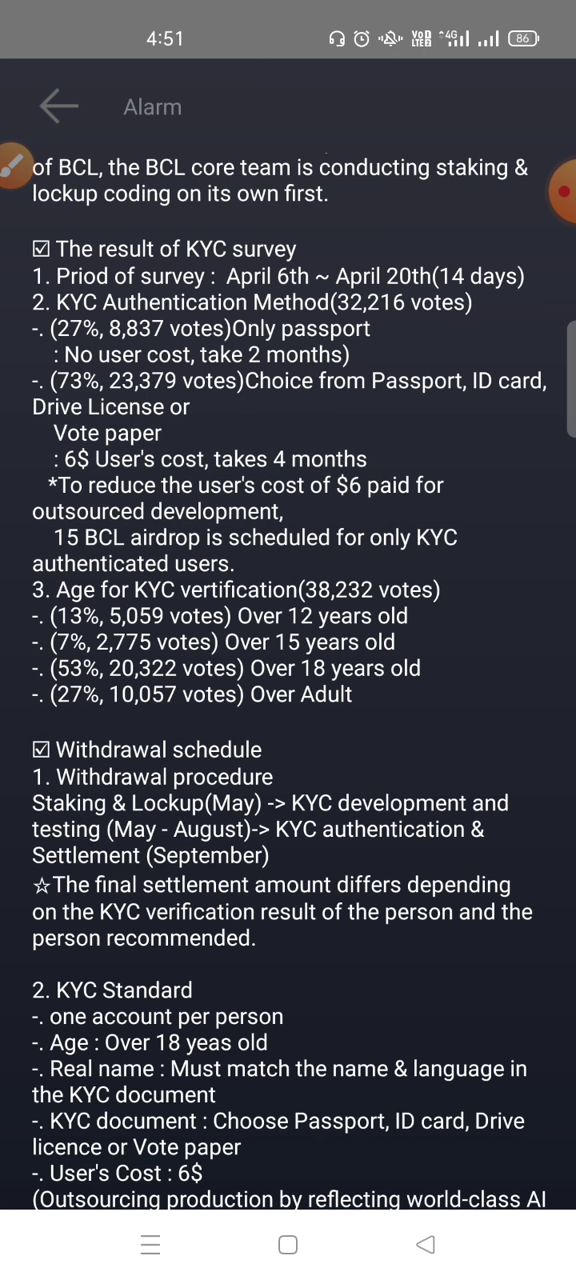 4:51
VoD
LTE
4G
86
Alarm
of BCL, the BCL core team is conducting staking &
lockup coding on its own first.
☑ The result of KYC survey
1. Priod of survey : April 6th ~ April 20th(14 days)
2. KYC Authentication Method(32,216 votes)
-. (27%, 8,837 votes)Only passport
: No user cost, take 2 months)
-. (73%, 23,379 votes)Choice from Passport, ID card,
Drive License or
Vote paper
: 6$ User's cost, takes 4 months
*To reduce the user's cost of $6 paid for
outsourced development,
15 BCL airdrop is scheduled for only KYC
authenticated users.
3. Age for KYC vertification(38,232 votes)
-. (13%, 5,059 votes) Over 12 years old
-. (7%, 2,775 votes) Over 15 years old
-. (53%, 20,322 votes) Over 18 years old
-. (27%, 10,057 votes) Over Adult
☑ Withdrawal schedule
1. Withdrawal procedure
Staking & Lockup(May) -> KYC development and
testing (May - August)-> KYC authentication &
Settlement (September)
☆The final settlement amount differs depending
on the KYC verification result of the person and the
person recommended.
2. KYC Standard
-. one account per person
-. Age : Over 18 yeas old
-. Real name : Must match the name & language in
the KYC document
-. KYC document : Choose Passport, ID card, Drive
licence or Vote paper
-. User's Cost : 6$
(Outsourcing production by reflecting world-class AI